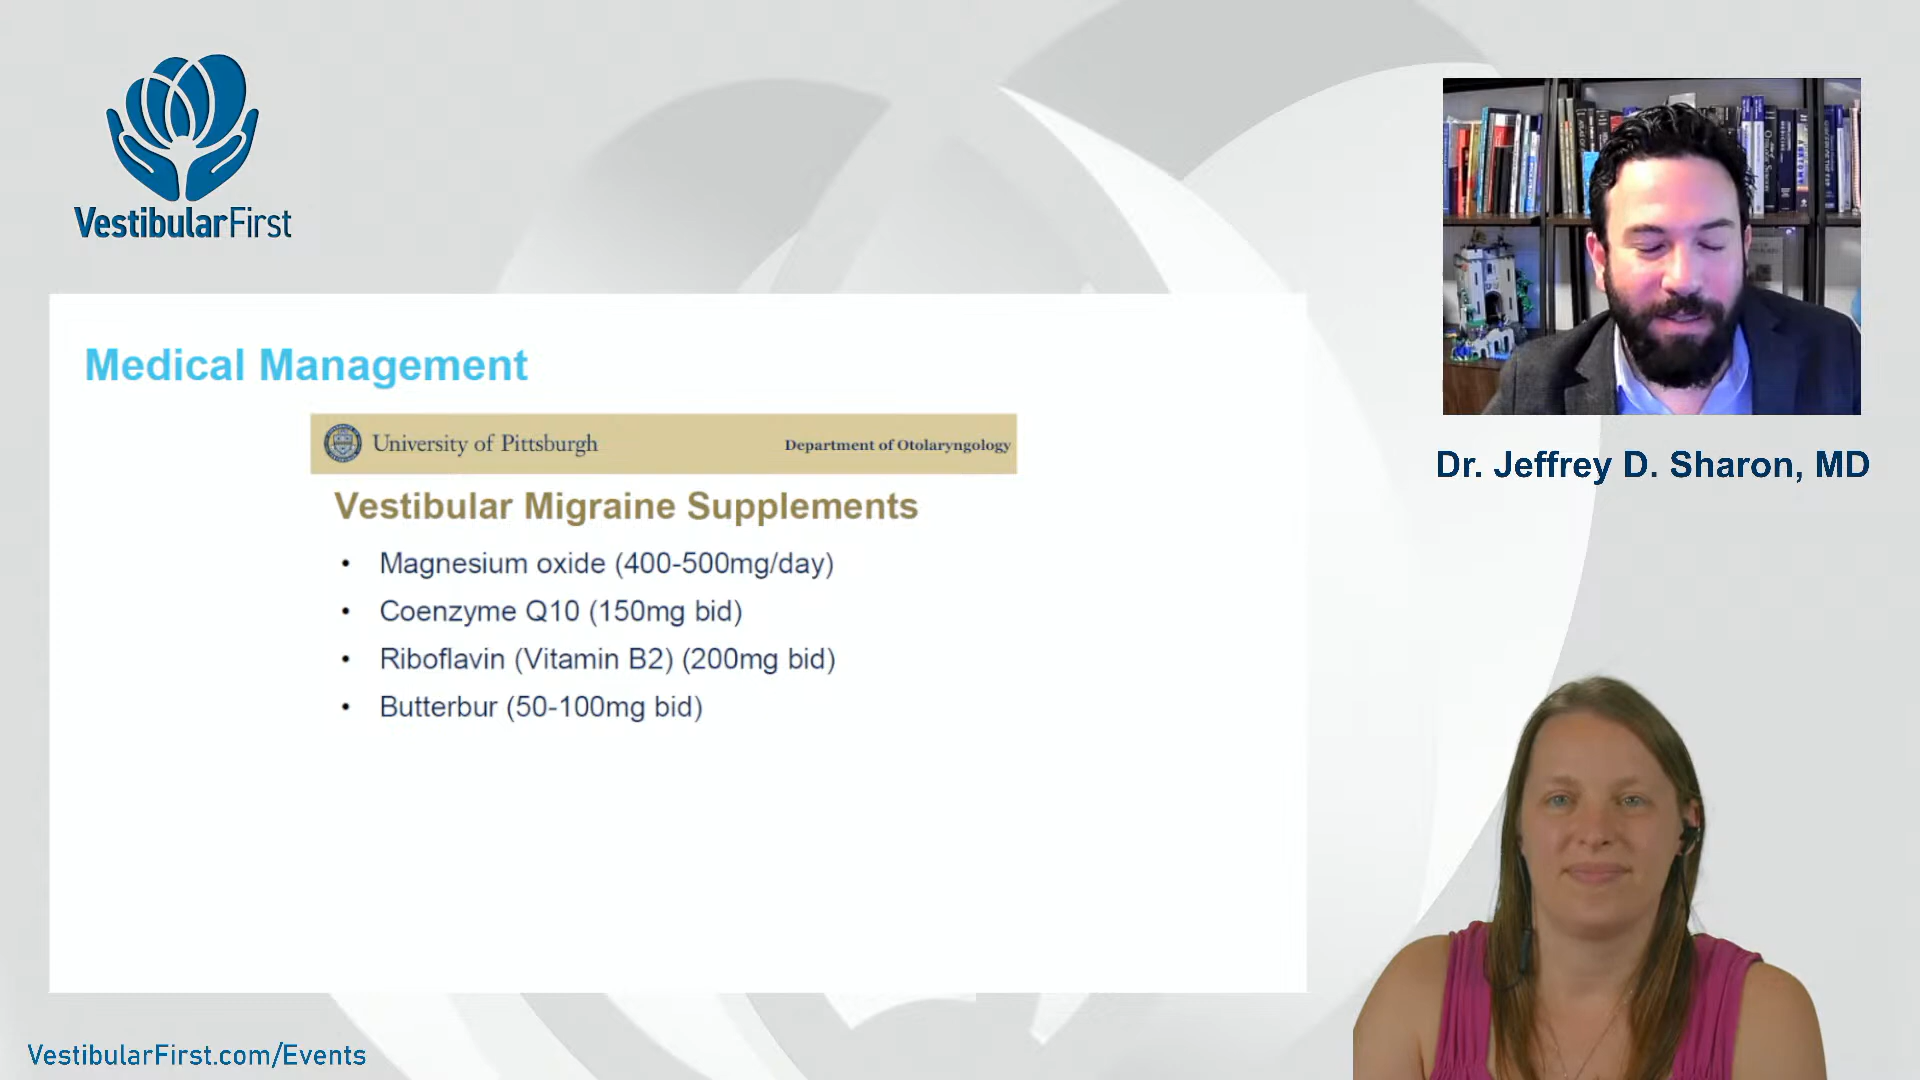 VestibularFirst
Medical Management
University of Pittsburgh
Department of Otolaryngology
Vestibular Migraine Supplements
• Magnesium oxide (400-500mg/day)
• Coenzyme Q10 (150mg bid)
• Riboflavin (Vitamin B2) (200mg bid)
• Butterbur (50-100mg bid)
Dr. Jeffrey D. Sharon, MD
VestibularFirst.com/Events